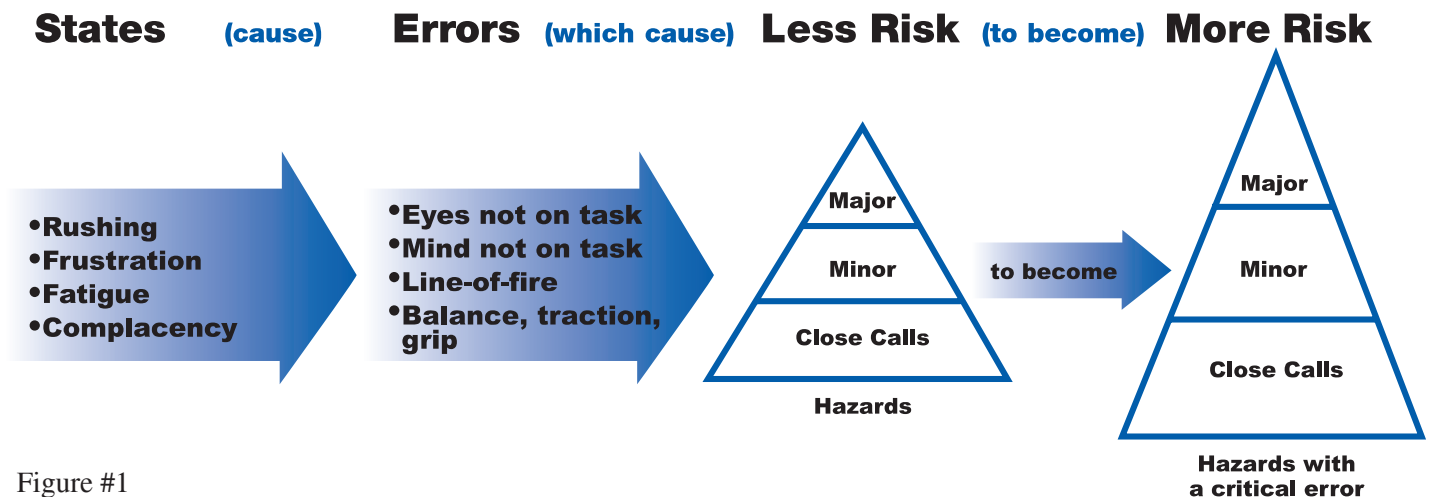 States (cause) Errors (which cause) Less Risk (to become) More Risk
•Rushing
•Frustration
•Fatigue
•Complacency
•Eyes not on task
•Mind not on task
•Line-of-fire
•Balance, traction,
grip
Major
Minor
Close Calls
Hazards
to become
Major
Minor
Close Calls
Hazards with
a critical error
Figure #1